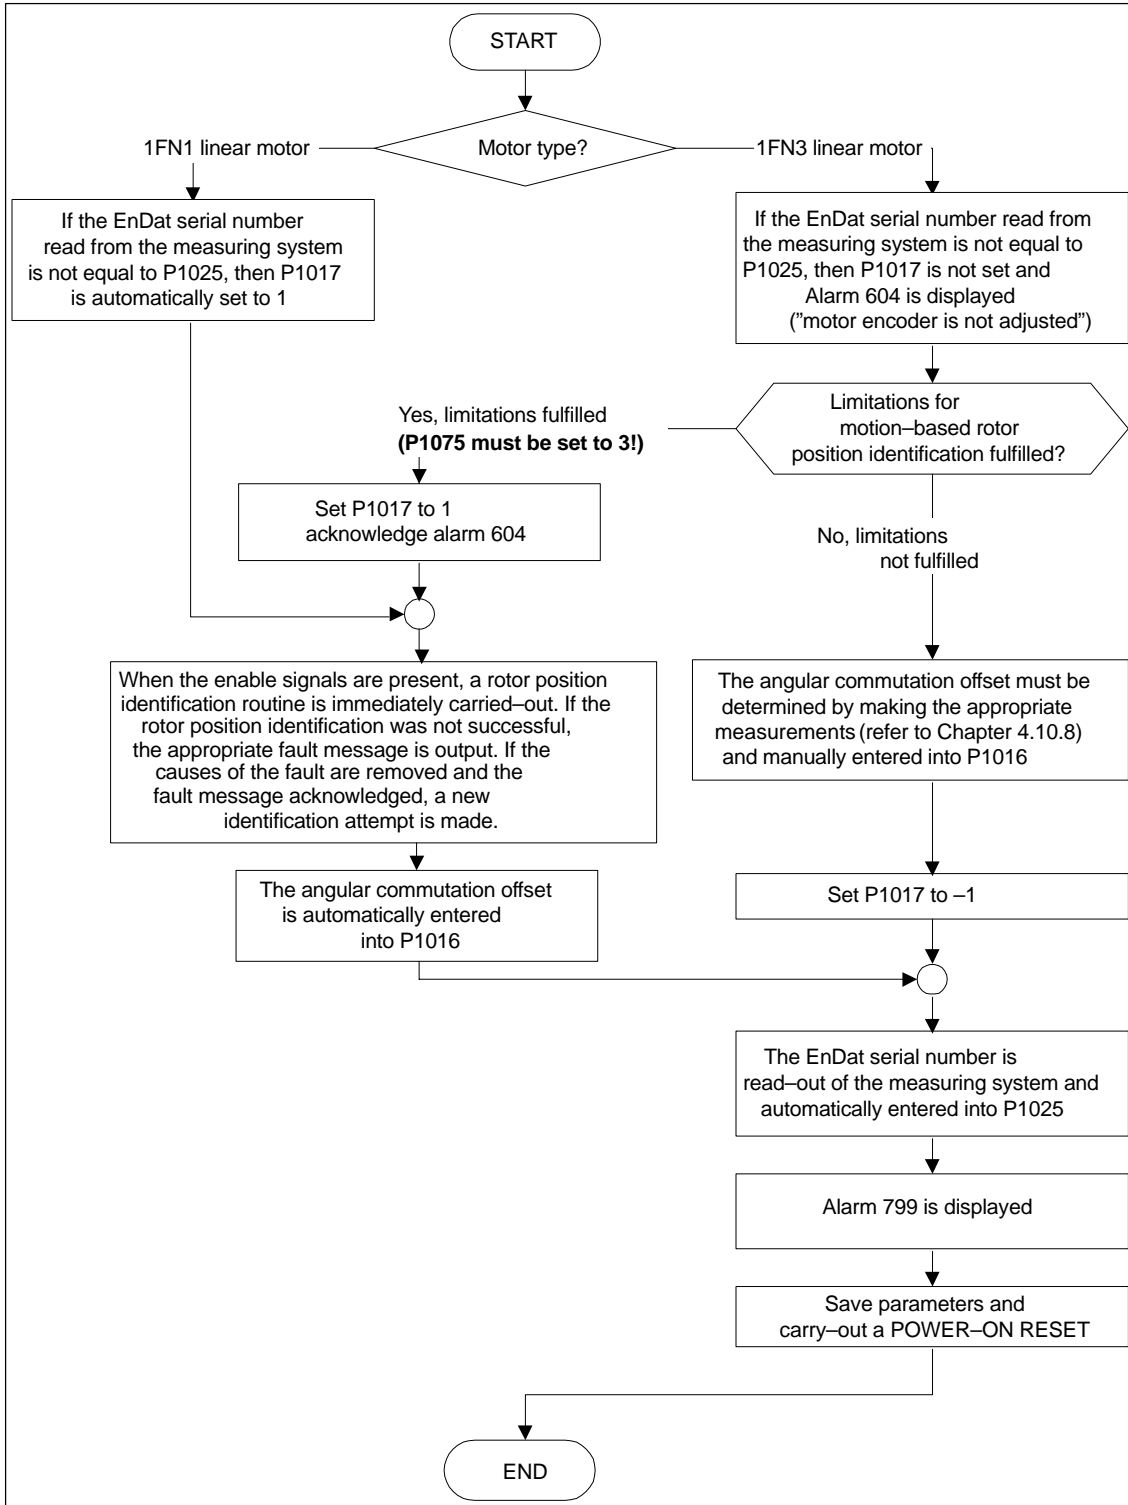 START
Motor type?
1FN1 linear motor
1FN3 linear motor
If the EnDat serial number
read from the measuring system
is not equal to P1025, then P1017
is automatically set to 1
If the EnDat serial number read from
the measuring system is not equal to
P1025, then P1017 is not set and
Alarm 604 is displayed
(”motor encoder is not adjusted”)
Limitations for
motion–based rotor
position identification fulfilled?
Yes, limitations fulfilled
(P1075 must be set to 3!)
Set P1017 to 1
acknowledge alarm 604
No, limitations
not fulfilled
When the enable signals are present, a rotor position
identification routine is immediately carried–out. If the
rotor position identification was not successful,
the appropriate fault message is output. If the
causes of the fault are removed and the
fault message acknowledged, a new
identification attempt is made.
The angular commutation offset must be
determined by making the appropriate
measurements (refer to Chapter 4.10.8)
and manually entered into P1016
The angular commutation offset
is automatically entered
into P1016
Set P1017 to –1
The EnDat serial number is
read–out of the measuring system and
automatically entered into P1025
Alarm 799 is displayed
Save parameters and
carry–out a POWER–ON RESET
END